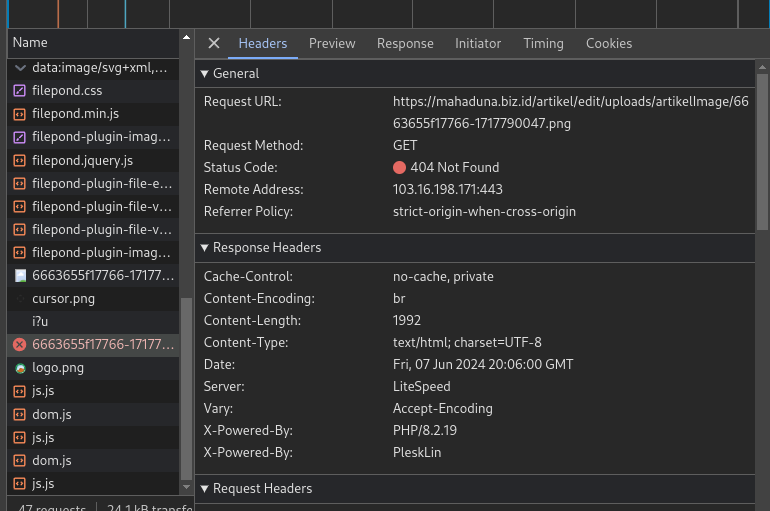 Name
data:image/svg+xml,...
filepond.css
filepond.min.js
filepond-plugin-imag...
filepond.jquery.js
filepond-plugin-file-e...
filepond-plugin-file-v...
filepond-plugin-file-v...
filepond-plugin-imag...
6663655f17766-17177...
cursor.png
i?u
6663655f17766-17177...
logo.png
js.js
dom.js
js.js
dom.js
js.js
47 requests
24.1 kB transfe
Headers Preview Response Initiator Timing Cookies
General
Request URL: https://mahaduna.biz.id/artikel/edit/uploads/artikelImage/66
63655f17766-1717790047.png
Request Method: GET
Status Code: 404 Not Found
Remote Address: 103.16.198.171:443
Referrer Policy: strict-origin-when-cross-origin
Response Headers
Cache-Control: no-cache, private
Content-Encoding: br
Content-Length: 1992
Content-Type: text/html; charset=UTF-8
Date: Fri, 07 Jun 2024 20:06:00 GMT
Server: LiteSpeed
Vary: Accept-Encoding
X-Powered-By: PHP/8.2.19
X-Powered-By: PleskLin
Request Headers